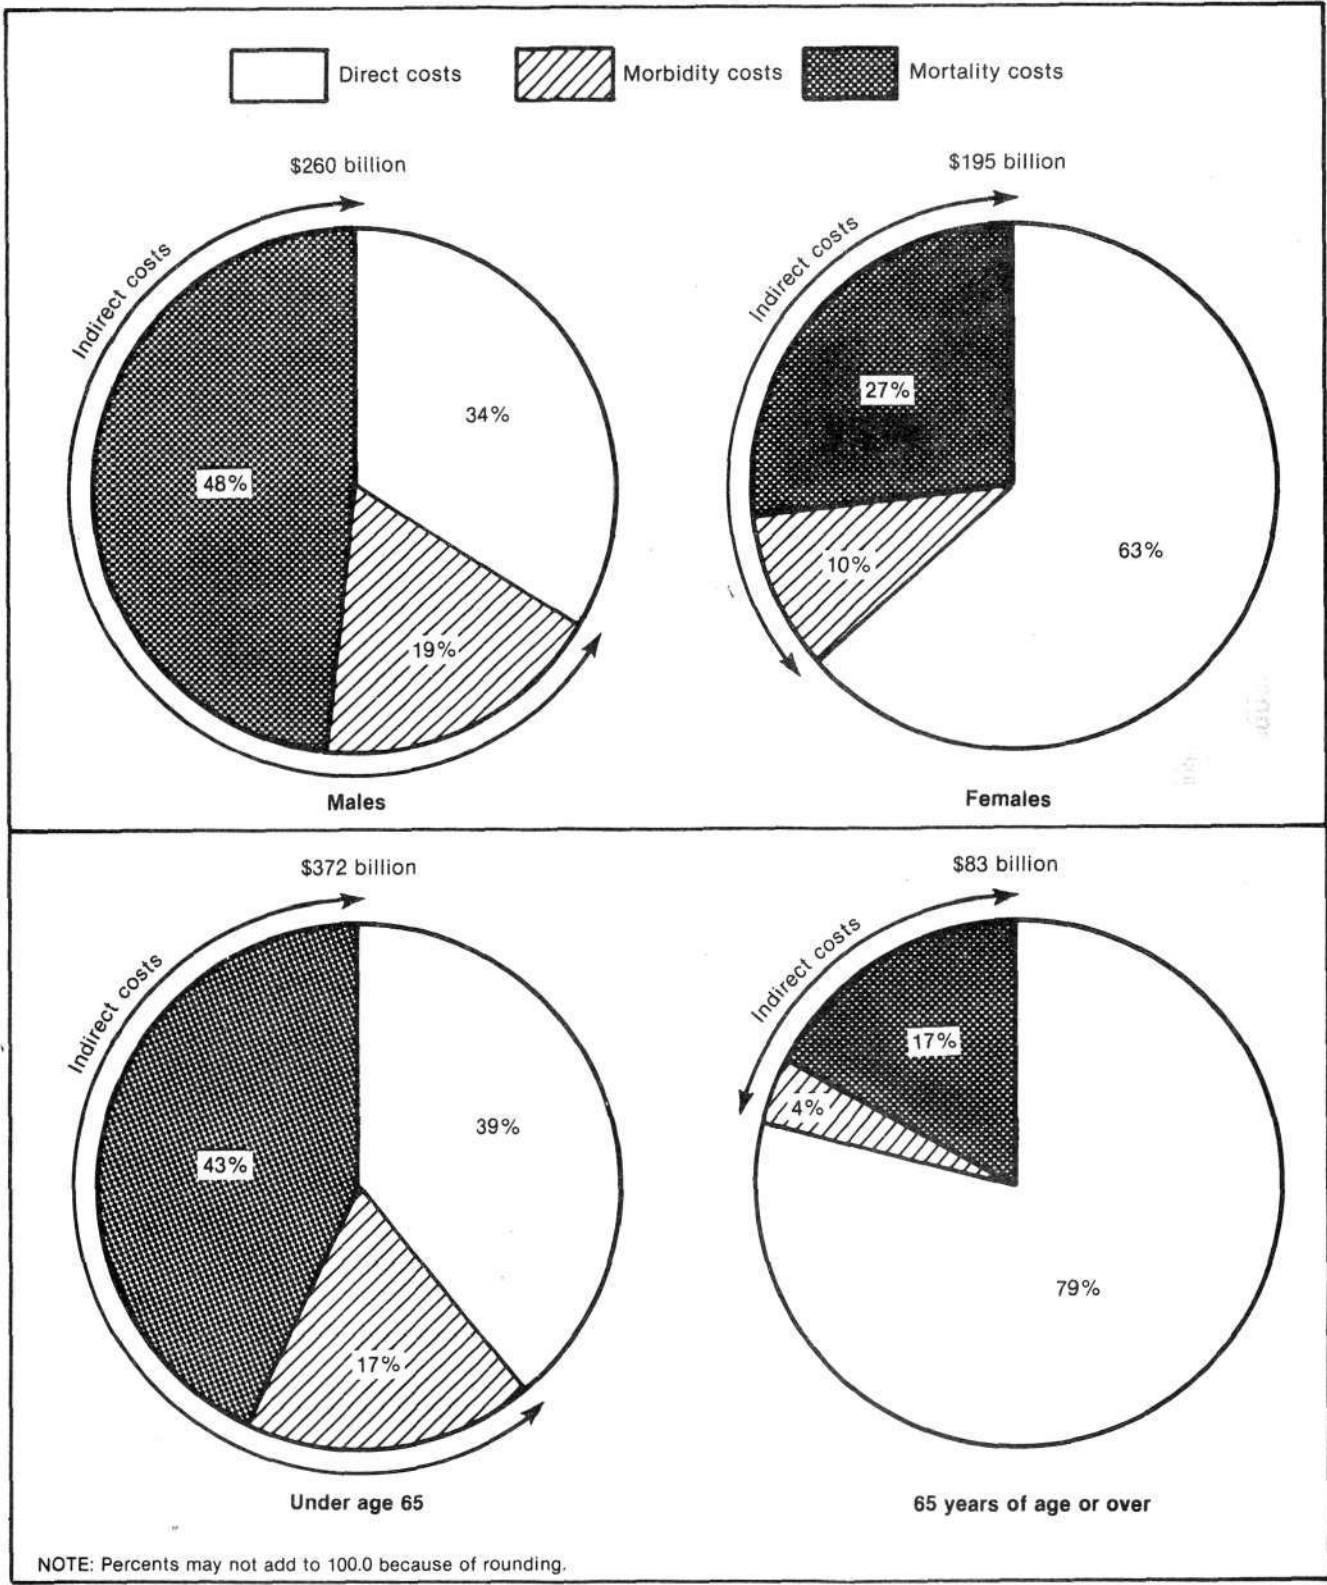 Direct costs
Morbidity costs
Mortality costs
$260 billion
$195 billion
Indirect costs
Indirect costs
34%
48%
19%
27%
10%
63%
Males
Females
$372 billion
$83 billion
Indirect costs
Indirect costs
39%
43%
17%
17%
4%
79%
Under age 65
65 years of age or over
NOTE: Percents may not add to 100.0 because of rounding.